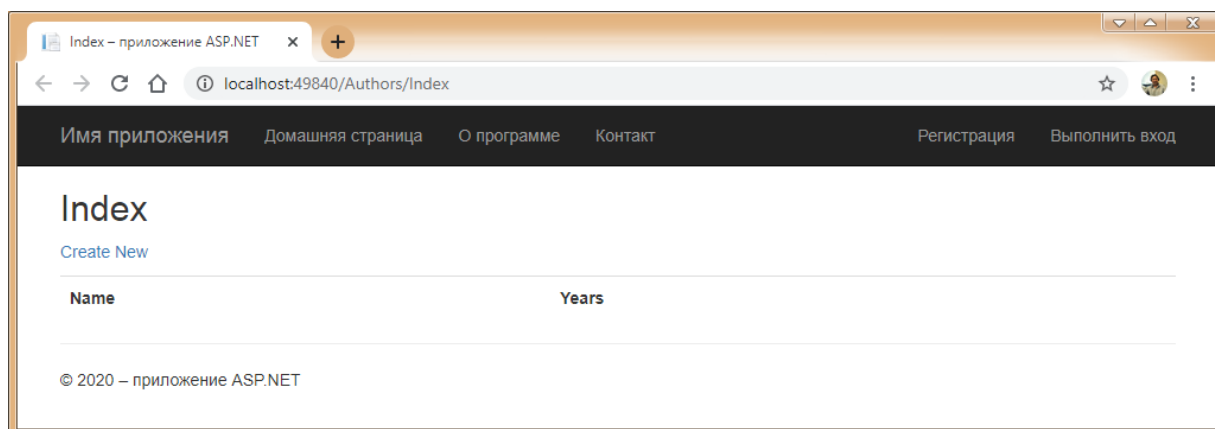 Index – приложение ASP.NET
localhost:49840/Authors/Index
Имя приложения Домашняя страница О программе Контакт Регистрация Выполнить вход
Index
Create New
Name Years
© 2020 – приложение ASP.NET